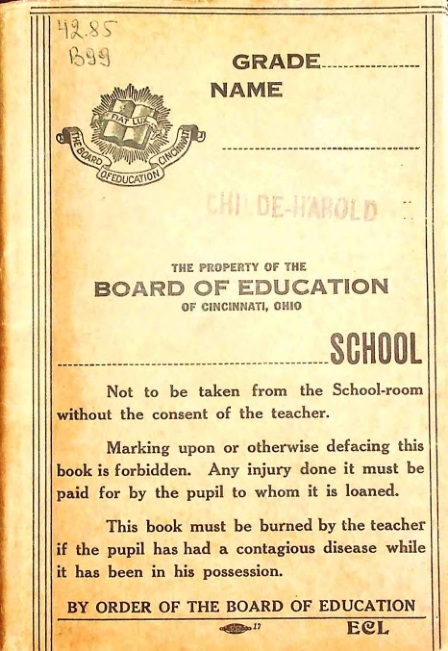 42.85
B99
GRADE
NAME
FIAT LUX
THE BOARD OF EDUCATION CINCINNATI
CHILDE-HAROLD
THE PROPERTY OF THE
BOARD OF EDUCATION
OF CINCINNATI, OHIO
SCHOOL
Not to be taken from the School-room
without the consent of the teacher.
Marking upon or otherwise defacing this
book is forbidden. Any injury done it must be
paid for by the pupil to whom it is loaned.
This book must be burned by the teacher
if the pupil has had a contagious disease while
it has been in his possession.
BY ORDER OF THE BOARD OF EDUCATION
17
ECL